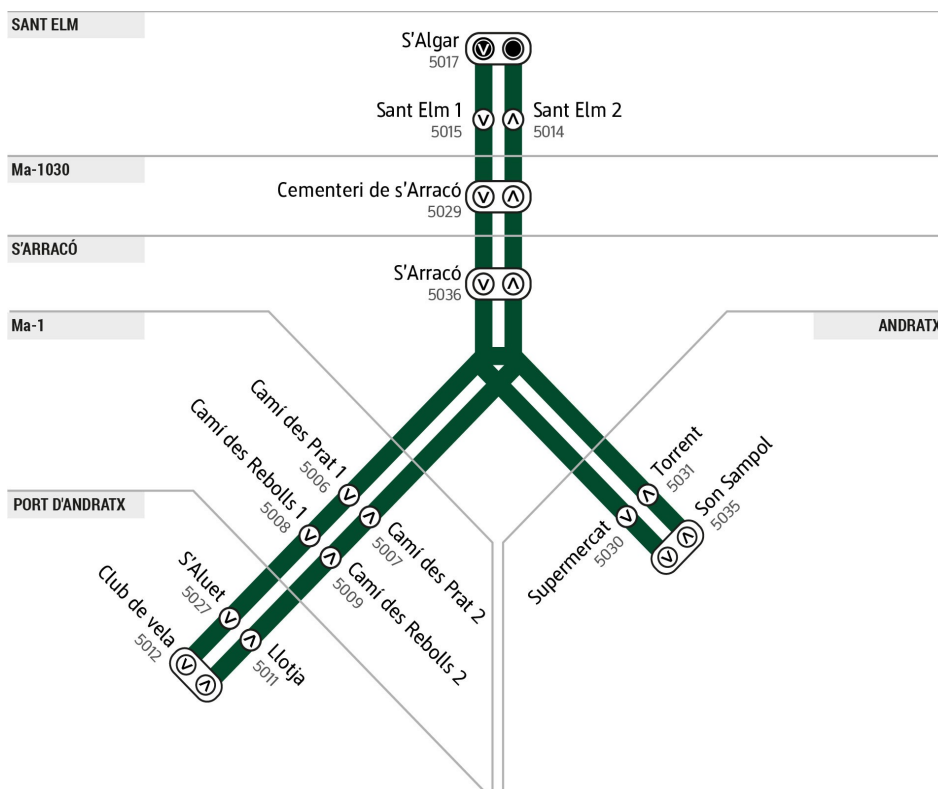 SANT ELM
S'Algar
5017
Sant Elm 1
5015
Sant Elm 2
5014
Ma-1030
Cementeri de s'Arracó
5029
S'ARRACÓ
S'Arracó
5036
Ma-1
ANDRATX
Camí des Prat 1
5006
Camí des Rebolls 1
5008
Camí des Prat 2
5007
Camí des Rebolls 2
5009
Torrent
5031
Son Sampol
5035
Supermercat
5030
PORT D'ANDRATX
S'Aluet
5027
Club de vela
5012
Llotja
5011